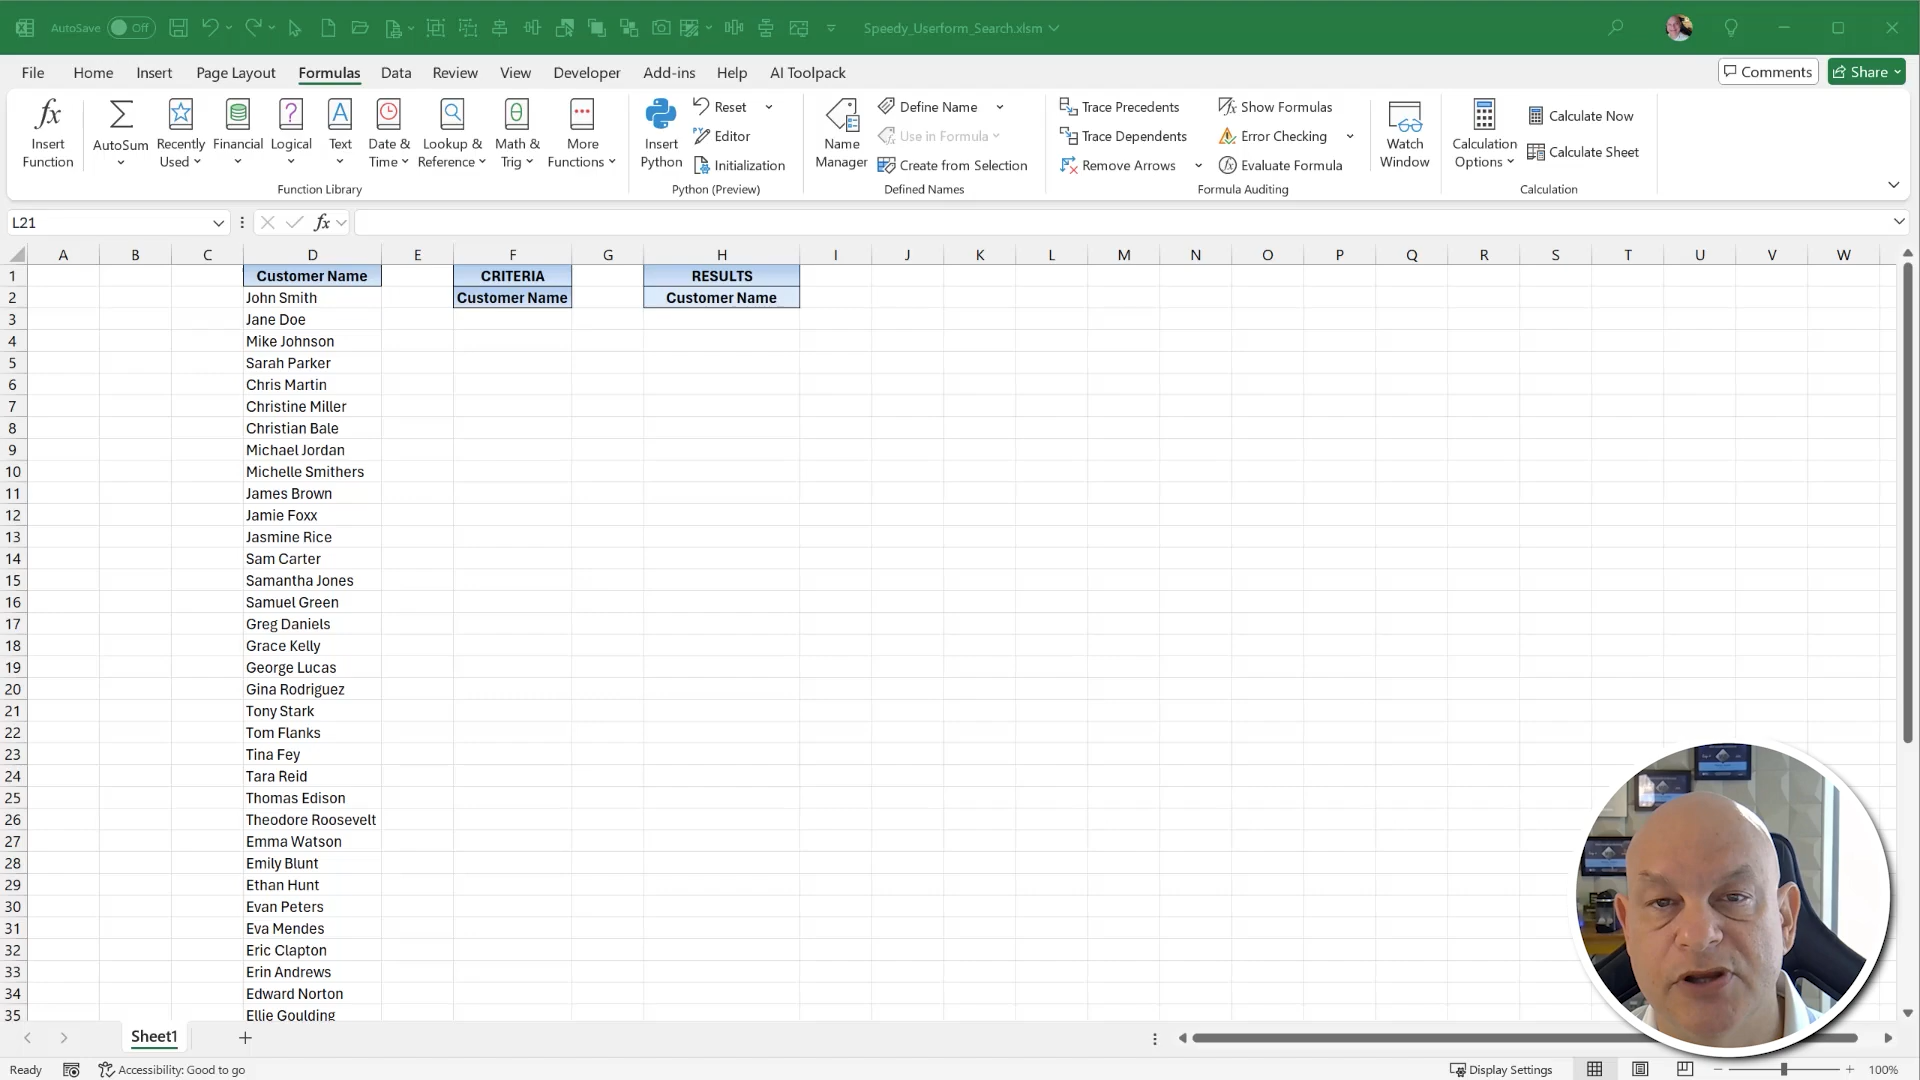 AutoSave Off Speedy_Userform_Search.xlsm
File Home Insert Page Layout Formulas Data Review View Developer Add-ins Help AI Toolpack Comments Share
Insert Function
AutoSum
Recently Used
Financial
Logical
Text
Date & Time
Lookup & Reference
Math & Trig
More Functions
Function Library
Insert Python
Reset
Editor
Initialization
Python (Preview)
Name Manager
Define Name
Use in Formula
Create from Selection
Defined Names
Trace Precedents
Trace Dependents
Remove Arrows
Show Formulas
Error Checking
Evaluate Formula
Formula Auditing
Watch Window
Calculation Options
Calculate Now
Calculate Sheet
Calculation
L21 fx
A B C D E F G H I J K L M N O P Q R S T U V W
1 Customer Name CRITERIA RESULTS
2 John Smith Customer Name Customer Name
3 Jane Doe
4 Mike Johnson
5 Sarah Parker
6 Chris Martin
7 Christine Miller
8 Christian Bale
9 Michael Jordan
10 Michelle Smithers
11 James Brown
12 Jamie Foxx
13 Jasmine Rice
14 Sam Carter
15 Samantha Jones
16 Samuel Green
17 Greg Daniels
18 Grace Kelly
19 George Lucas
20 Gina Rodriguez
21 Tony Stark
22 Tom Flanks
23 Tina Fey
24 Tara Reid
25 Thomas Edison
26 Theodore Roosevelt
27 Emma Watson
28 Emily Blunt
29 Ethan Hunt
30 Evan Peters
31 Eva Mendes
32 Eric Clapton
33 Erin Andrews
34 Edward Norton
35 Ellie Goulding
Sheet1
Ready Accessibility: Good to go Display Settings 100%